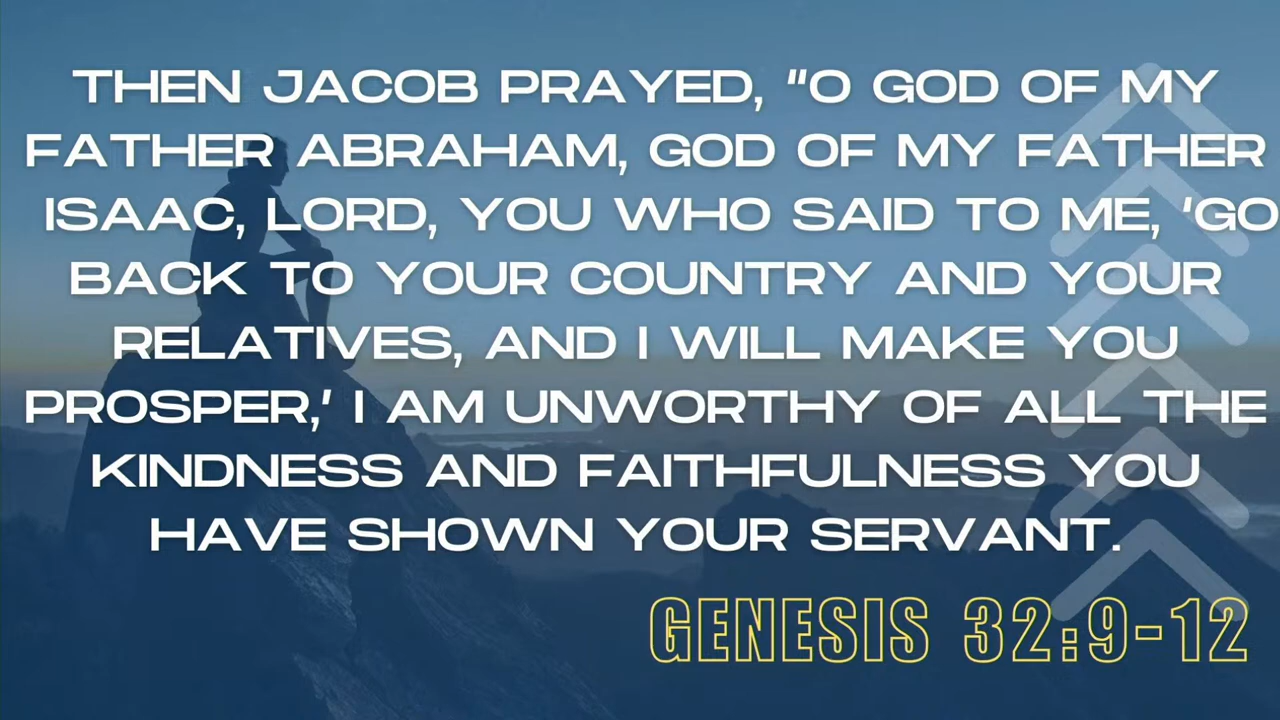 THEN JACOB PRAYED, "O GOD OF MY
FATHER ABRAHAM, GOD OF MY FATHER
ISAAC, LORD, YOU WHO SAID TO ME, 'GO
BACK TO YOUR COUNTRY AND YOUR
RELATIVES, AND I WILL MAKE YOU
PROSPER,' I AM UNWORTHY OF ALL THE
KINDNESS AND FAITHFULNESS YOU
HAVE SHOWN YOUR SERVANT.
GENESIS 32:9-12